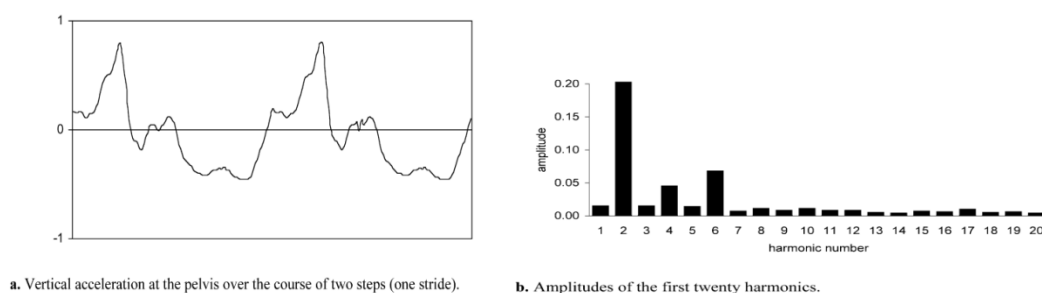 1
0
-1
a. Vertical acceleration at the pelvis over the course of two steps (one stride).
0.20
0.15
0.10
0.05
0.00
amplitude
1 2 3 4 5 6 7 8 9 10 11 12 13 14 15 16 17 18 19 20
harmonic number
b. Amplitudes of the first twenty harmonics.